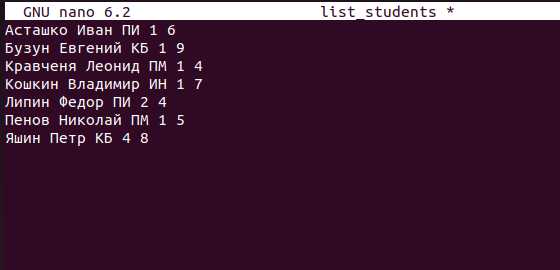 GNU nano 6.2 list_students *
Асташко Иван ПИ 1 6
Бузун Евгений КБ 1 9
Кравченя Леонид ПМ 1 4
Кошкин Владимир ИН 1 7
Липин Федор ПИ 2 4
Пенов Николай ПМ 1 5
Яшин Петр КБ 4 8